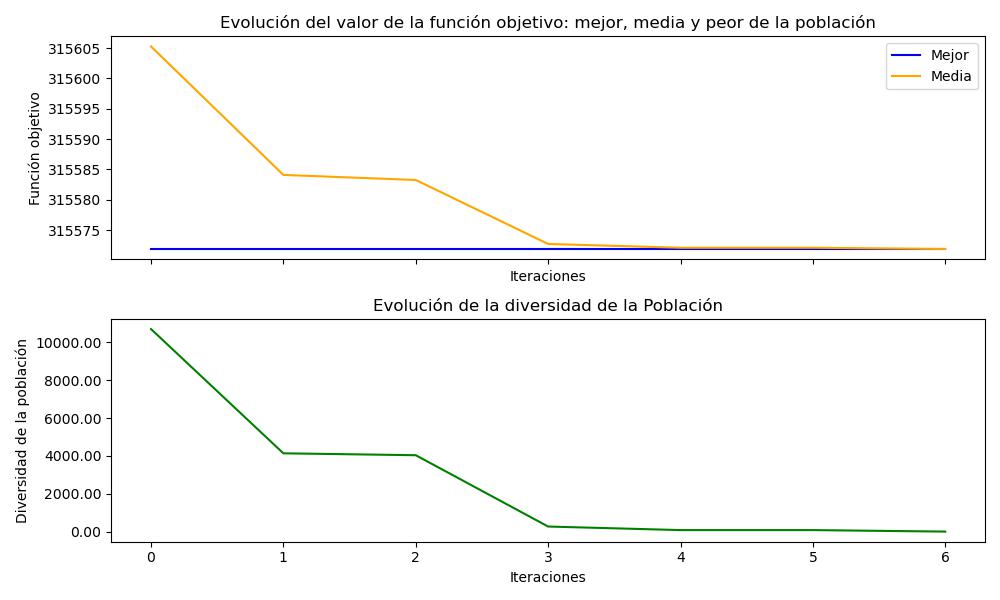 Evolución del valor de la función objetivo: mejor, media y peor de la población
Función objetivo
315605
315600
315595
315590
315585
315580
315575
Mejor
Media
Iteraciones
Evolución de la diversidad de la Población
Diversidad de la población
10000.00
8000.00
6000.00
4000.00
2000.00
0.00
0 1 2 3 4 5 6
Iteraciones